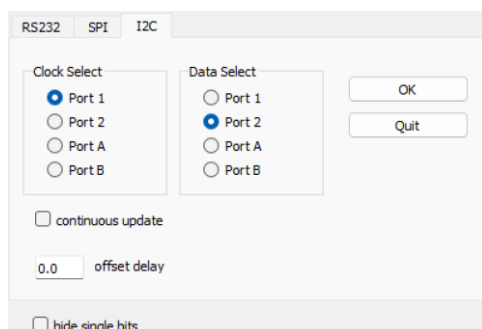 RS232 SPI I2C
Clock Select Data Select
Port 1 Port 1 OK
Port 2 Port 2 Quit
Port A Port A
Port B Port B
continuous update
0.0 offset delay
hide single bits